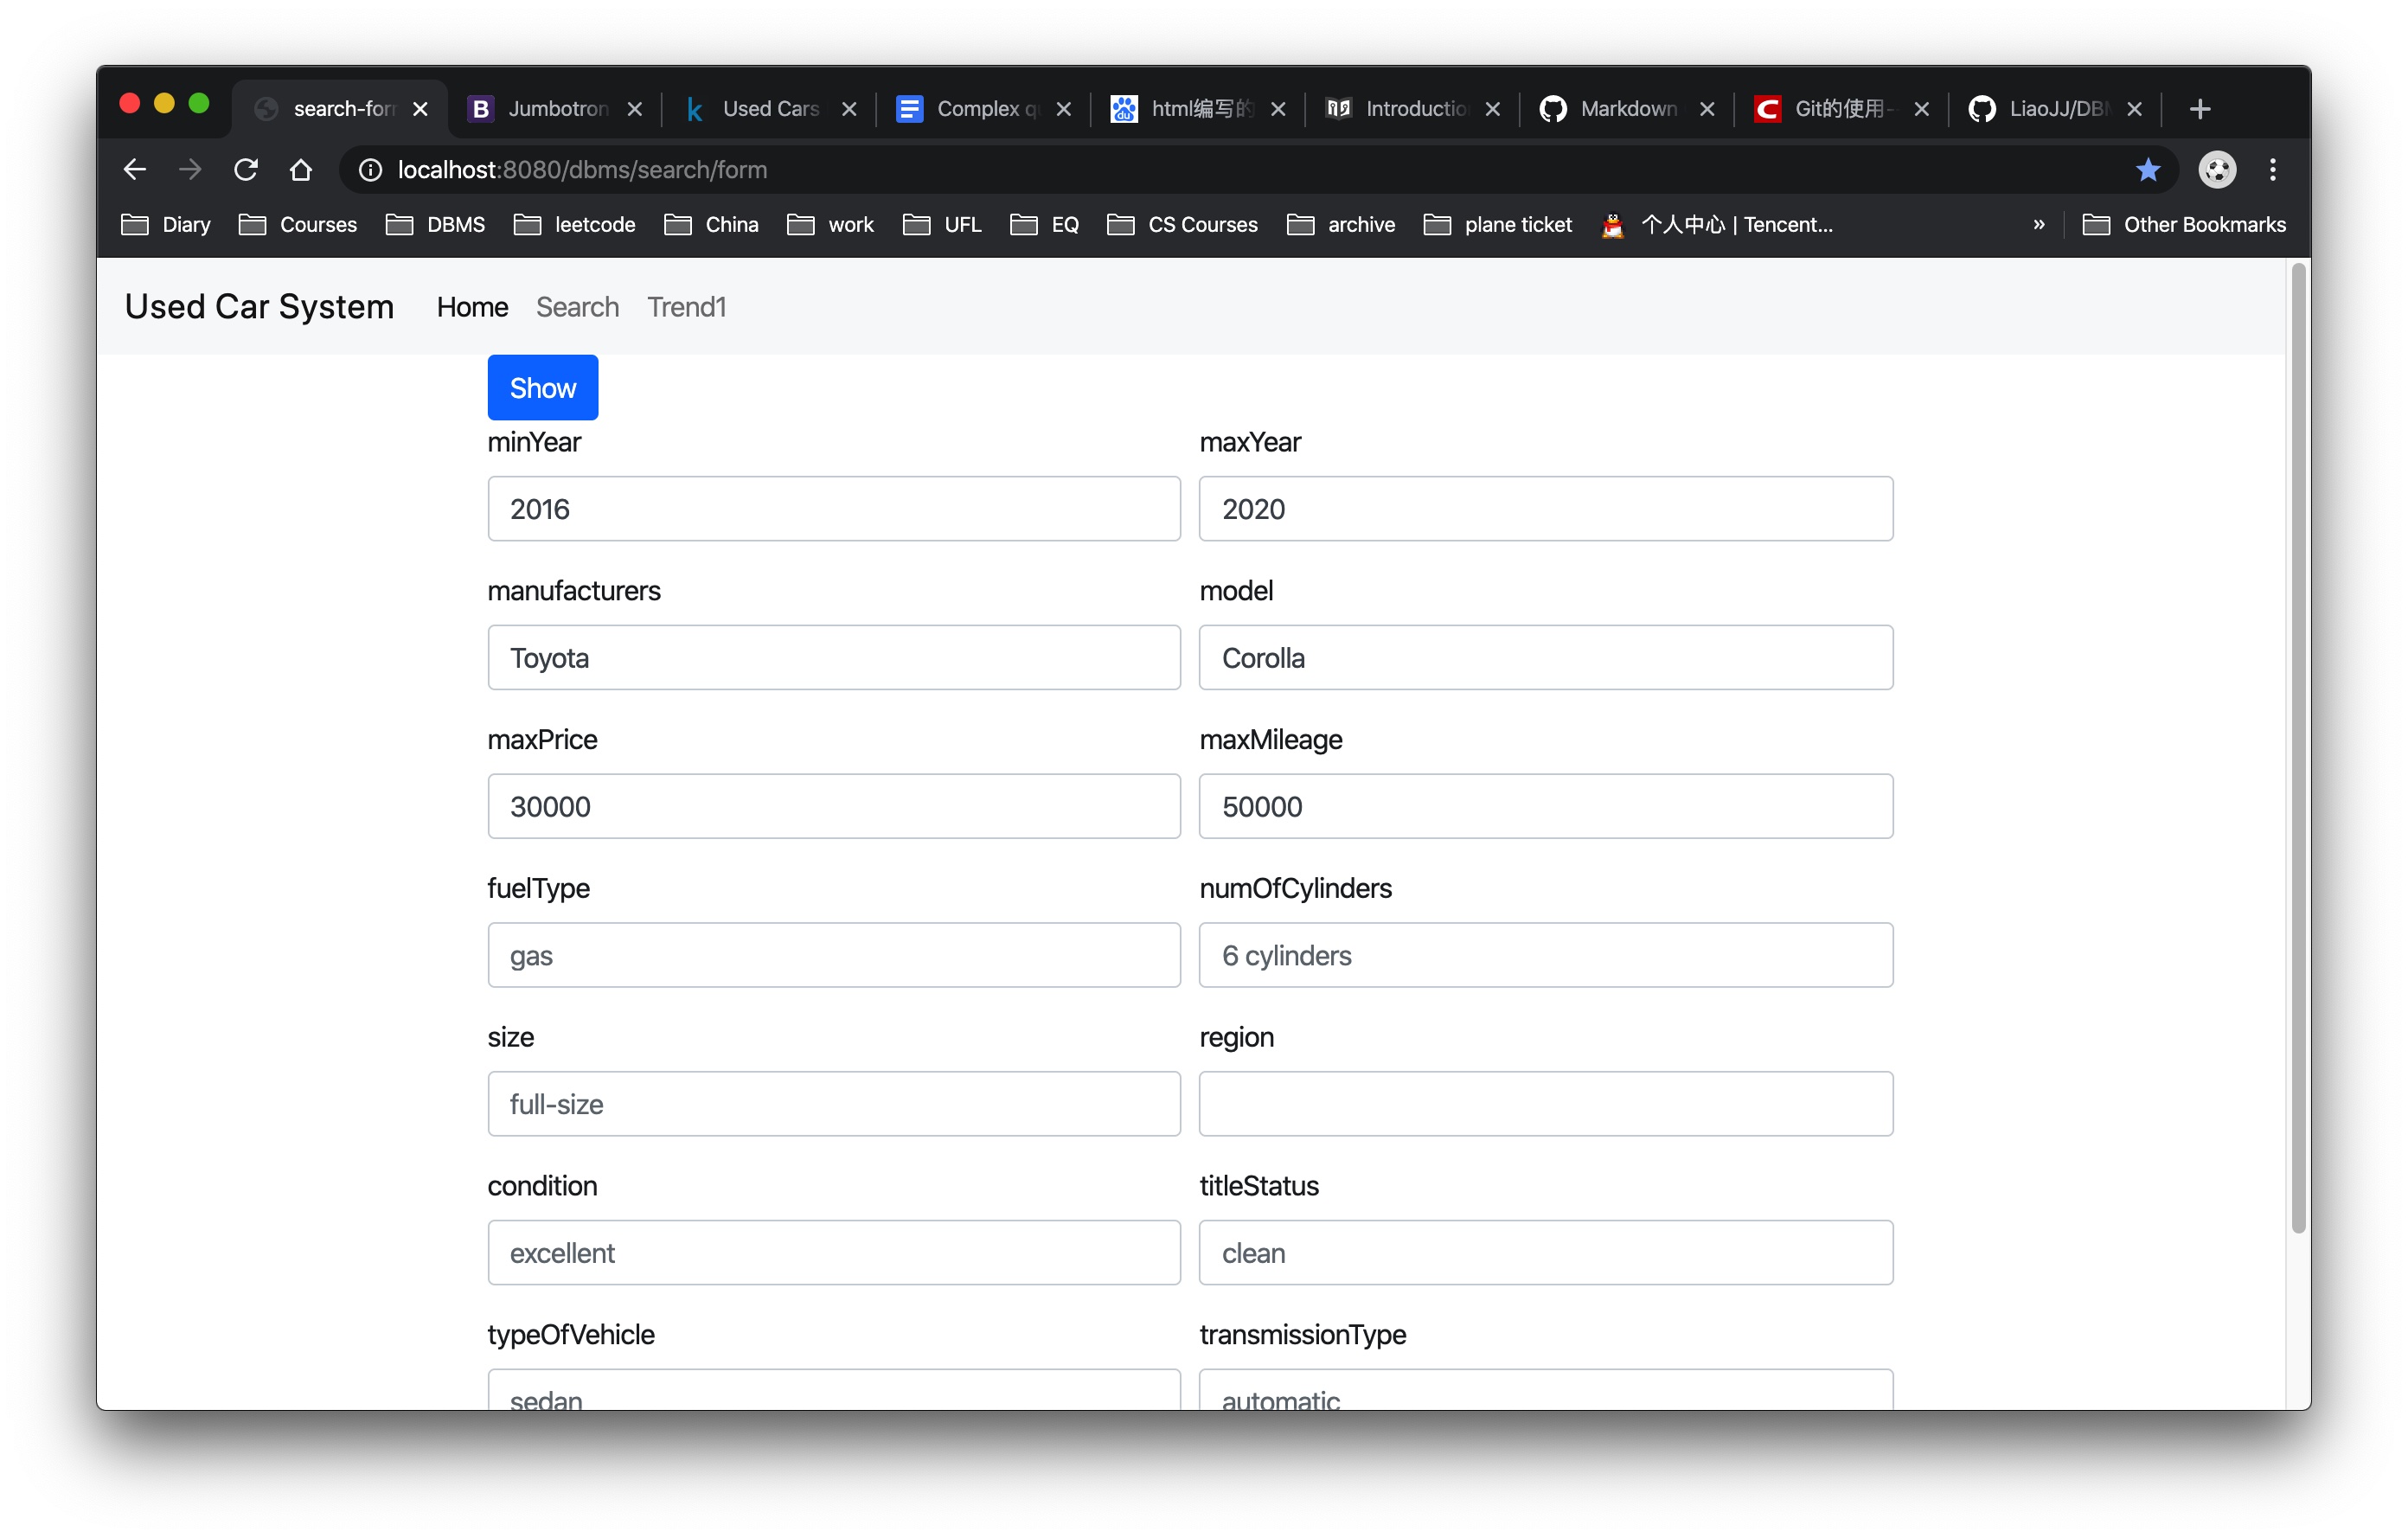 search-for Jumbotron Used Cars Complex q html编写的 Introductio Markdown Git的使用- LiaoJJ/DB
localhost:8080/dbms/search/form
Diary Courses DBMS leetcode China work UFL EQ CS Courses archive plane ticket 个人中心 | Tencent... » Other Bookmarks
Used Car System Home Search Trend1
Show
minYear maxYear
2016 2020
manufacturers model
Toyota Corolla
maxPrice maxMileage
30000 50000
fuelType numOfCylinders
gas 6 cylinders
size region
full-size
condition titleStatus
excellent clean
typeOfVehicle transmissionType
sedan automatic